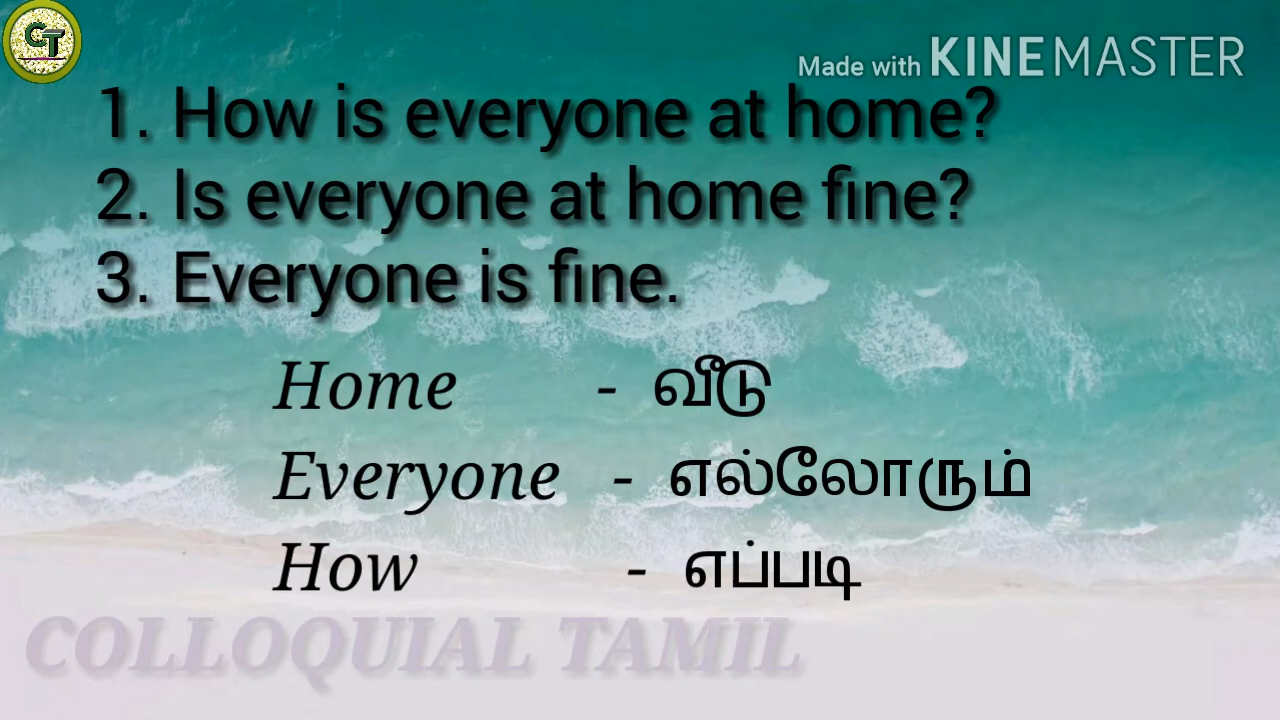 CT
Made with KINEMASTER
1. How is everyone at home?
2. Is everyone at home fine?
3. Everyone is fine.
Home - வீடு
Everyone - எல்லோரும்
How - எப்படி
COLLOQUIAL TAMIL